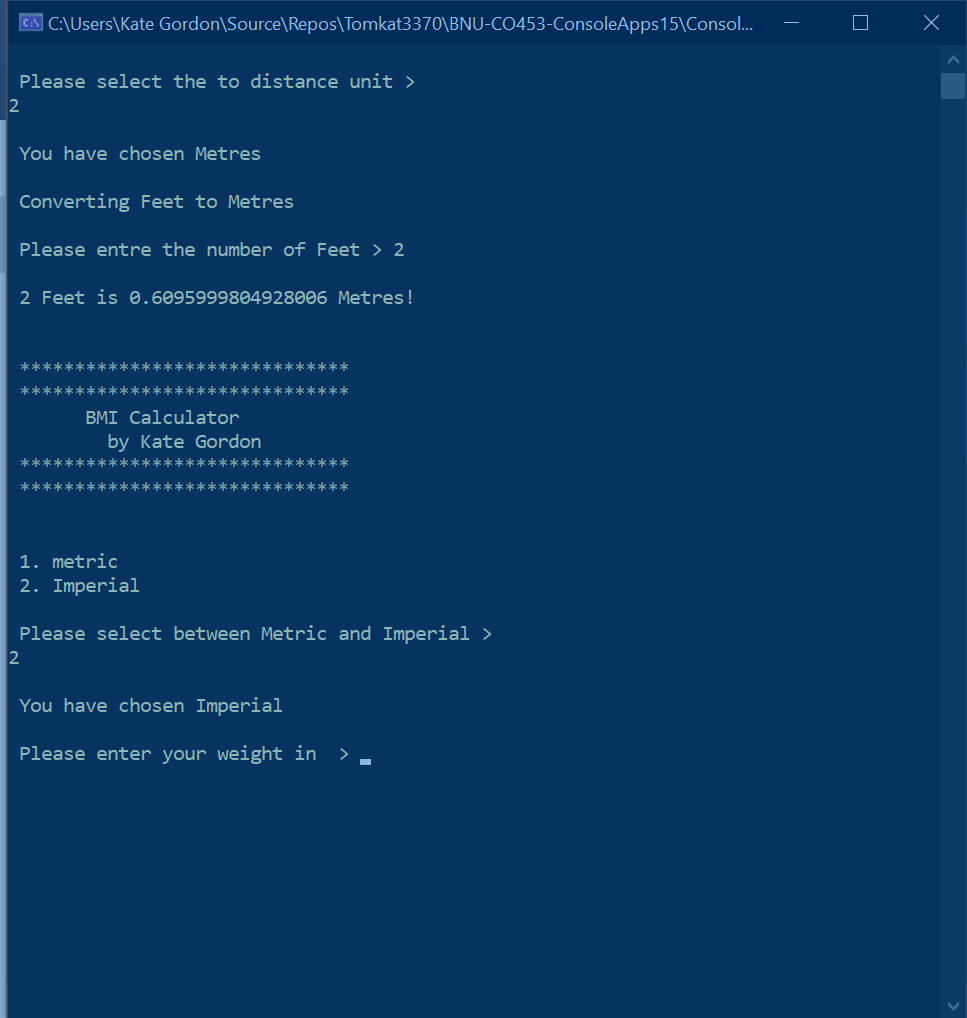 C:\Users\Kate Gordon\Source\Repos\Tomkat3370\BNU-CO453-ConsoleApps15\Consol...
Please select the to distance unit >
2
You have chosen Metres
Converting Feet to Metres
Please entre the number of Feet > 2
2 Feet is 0.6095999804928006 Metres!
******************************
******************************
BMI Calculator
by Kate Gordon
******************************
******************************
1. metric
2. Imperial
Please select between Metric and Imperial >
2
You have chosen Imperial
Please enter your weight in  >